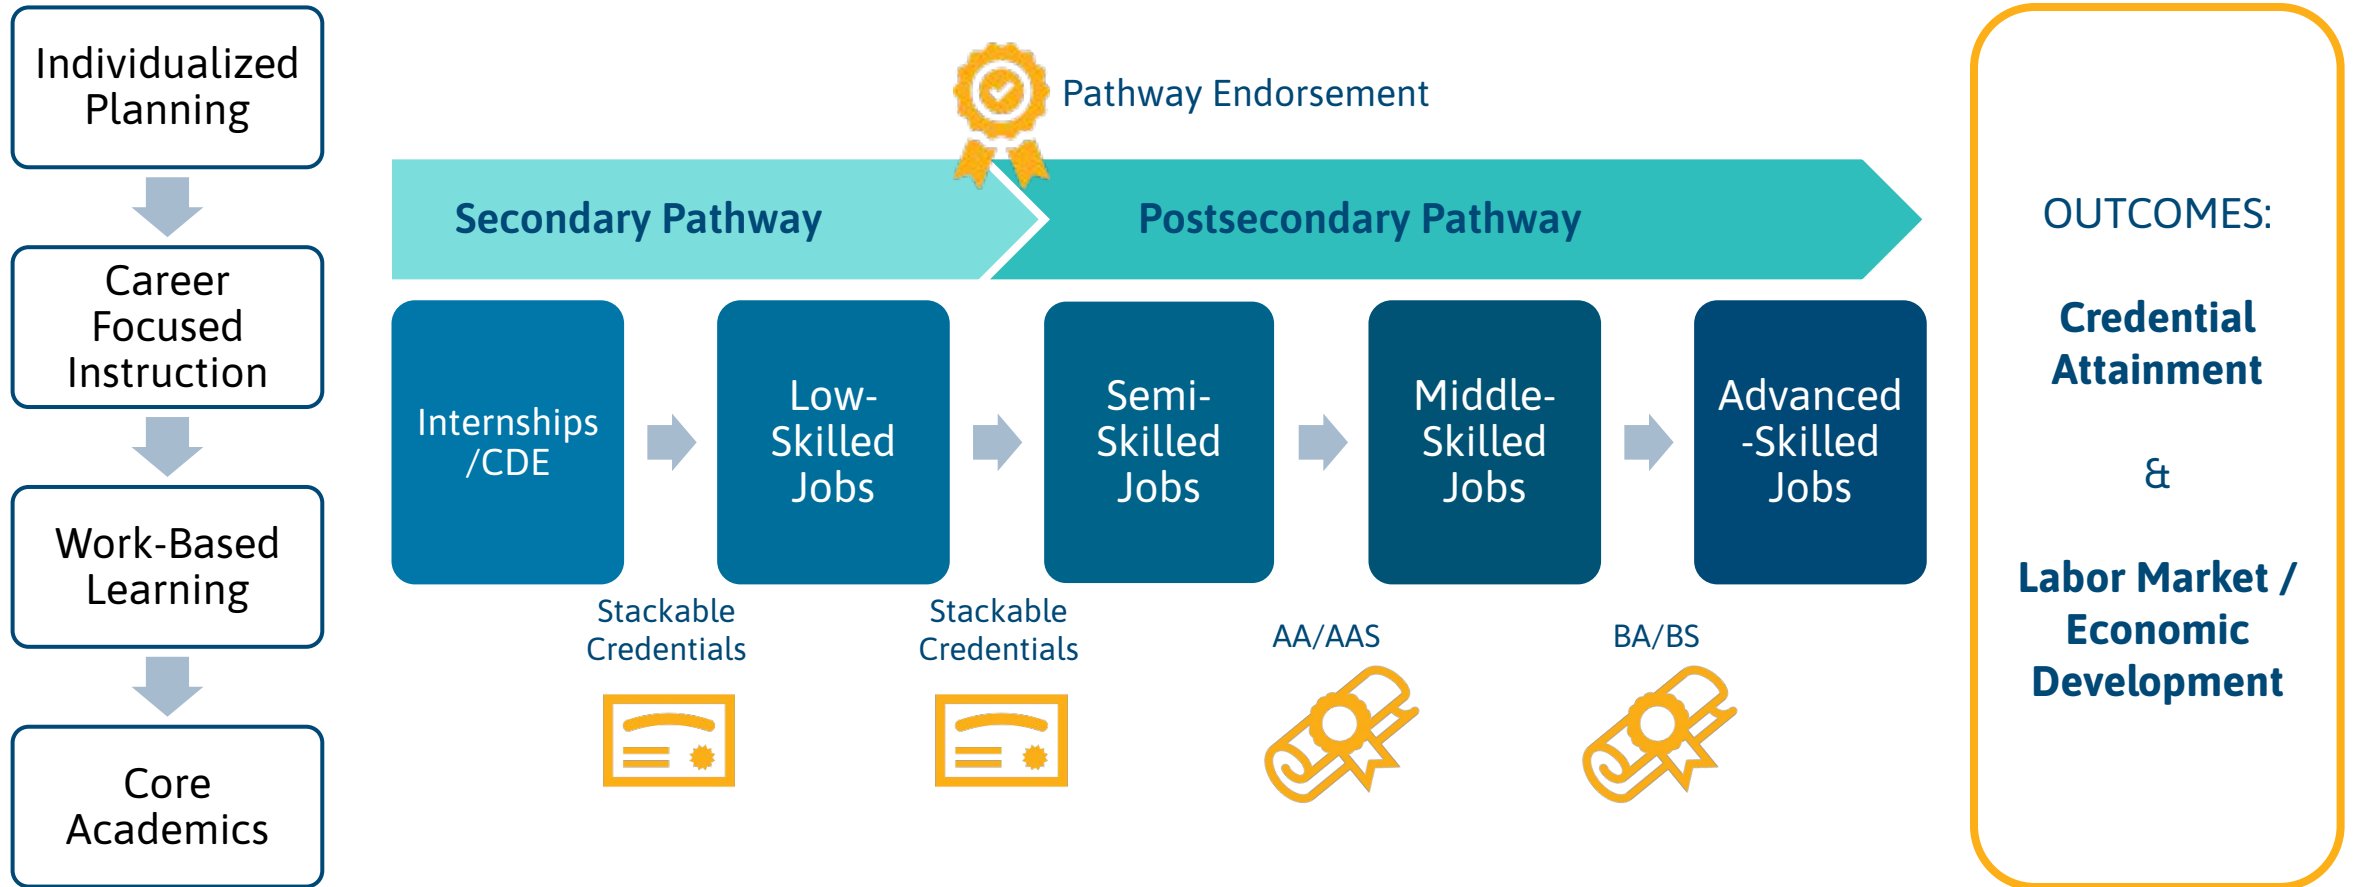 Individualized
Planning
Career
Focused
Instruction
Work-Based
Learning
Core
Academics
Pathway Endorsement
Secondary Pathway
Postsecondary Pathway
Internships
/CDE
Low-
Skilled
Jobs
Semi-
Skilled
Jobs
Middle-
Skilled
Jobs
Advanced
-Skilled
Jobs
Stackable
Credentials
Stackable
Credentials
AA/AAS
BA/BS
OUTCOMES:
Credential
Attainment
&
Labor Market /
Economic
Development